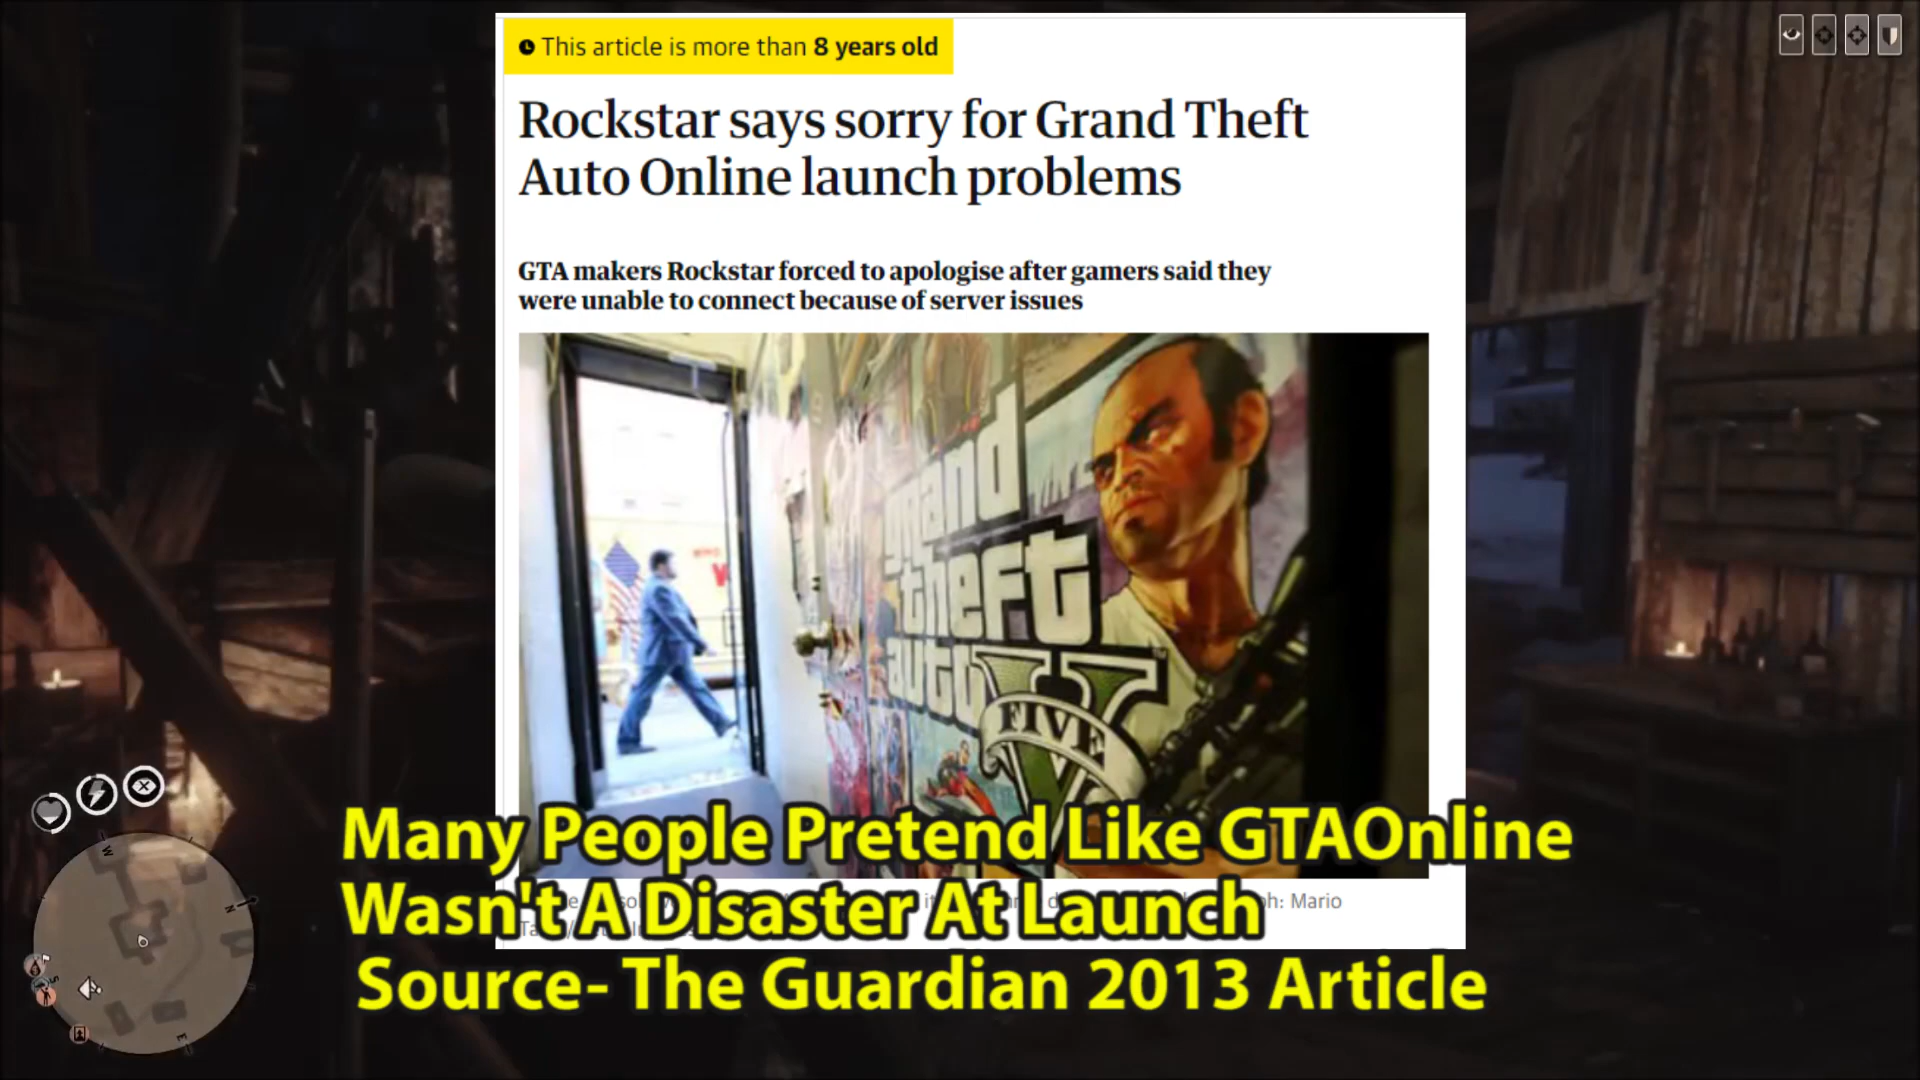 This article is more than 8 years old
Rockstar says sorry for Grand Theft
Auto Online launch problems
GTA makers Rockstar forced to apologise after gamers said they
were unable to connect because of server issues
grand
theft
auto
V
FIVE
Many People Pretend Like GTAOnline
Wasn't A Disaster At Launch
Mario
Source- The Guardian 2013 Article
W
N
S
E